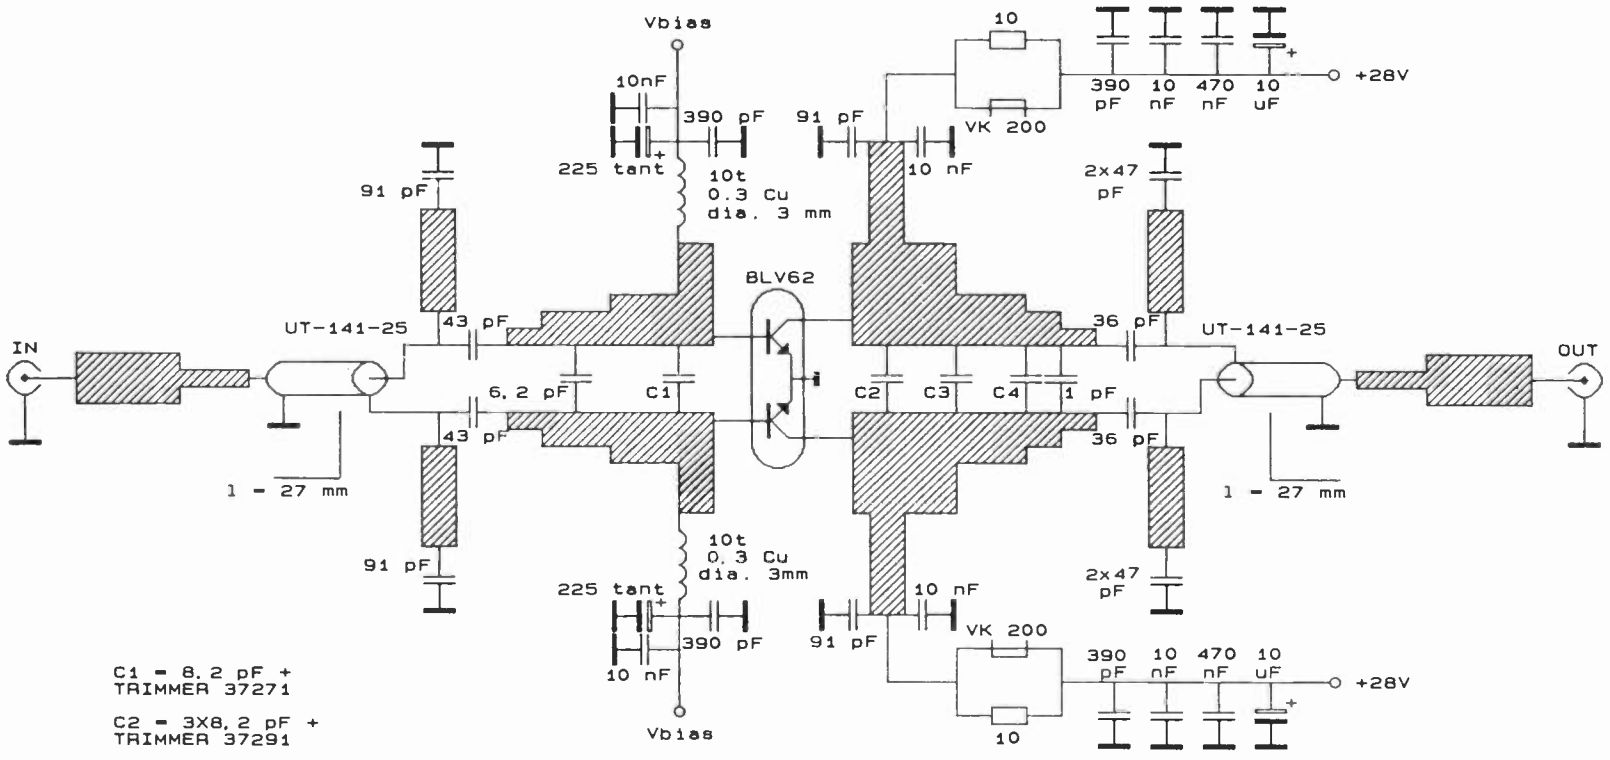 Vbias
10nF
390 pF
225 tant
+
10t
0.3 Cu
dia. 3 mm
91 pF
10 nF
10
VK 200
390 pF
10 nF
470 nF
10 uF
+
+28V
91 pF
2x47 pF
BLV62
UT-141-25
43 pF
36 pF
UT-141-25
IN
OUT
6,2 pF
C1
C2
C3
C4
1 pF
43 pF
36 pF
l = 27 mm
l = 27 mm
91 pF
10t
0,3 Cu
dia. 3mm
225 tant
+
390 pF
10 nF
Vbias
10 nF
91 pF
2x47 pF
VK 200
10
390 pF
10 nF
470 nF
10 uF
+
+28V
C1 = 8,2 pF +
TRIMMER 37271
C2 = 3X8,2 pF +
TRIMMER 37291